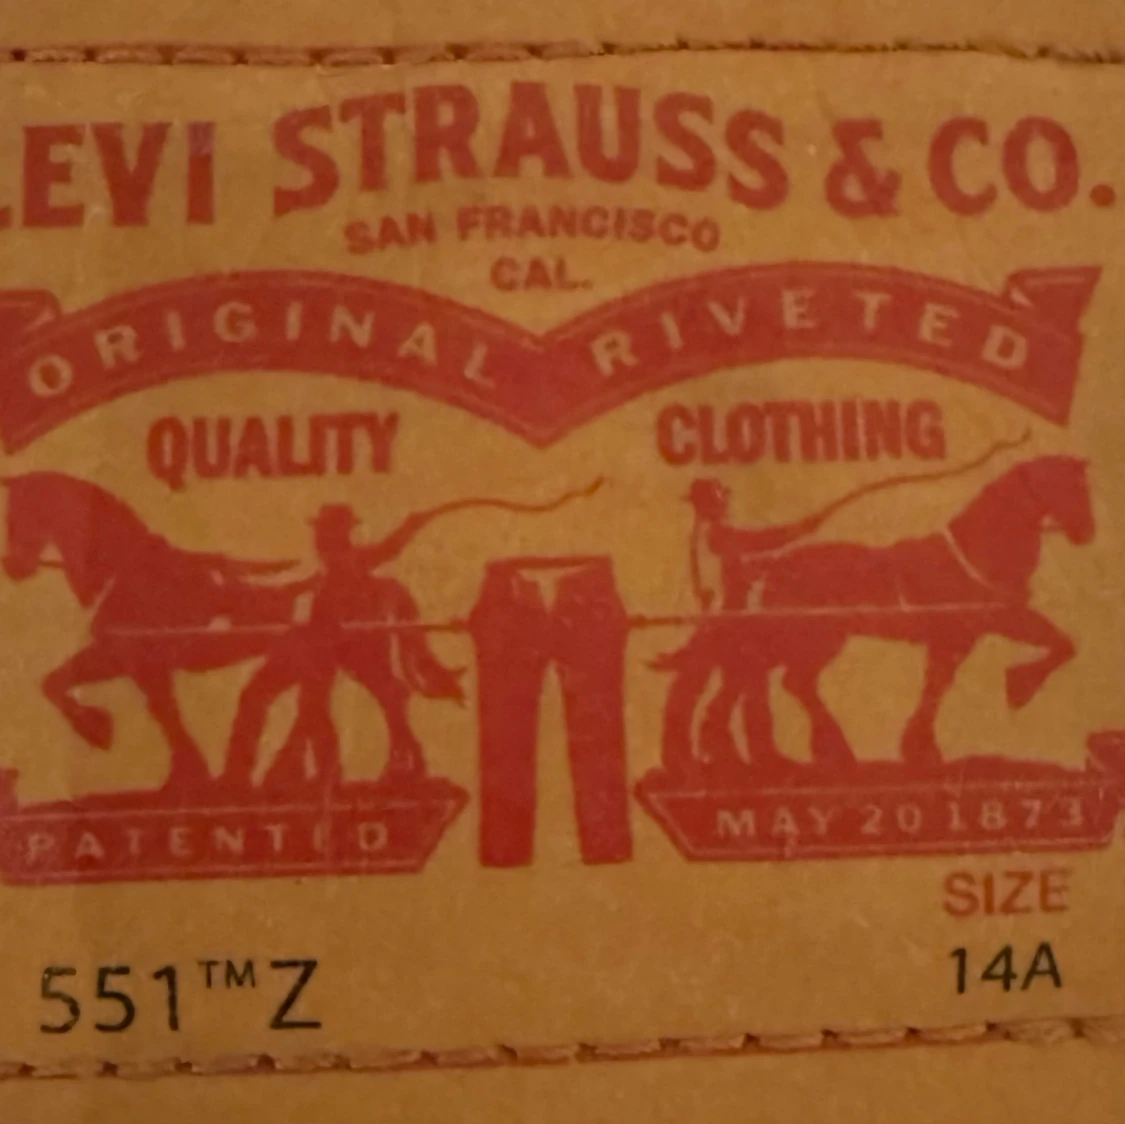 LEVI STRAUSS & CO.
SAN FRANCISCO
CAL.
ORIGINAL RIVETED
QUALITY CLOTHING
PATENTED MAY 20 1873
SIZE
551™Z 14A